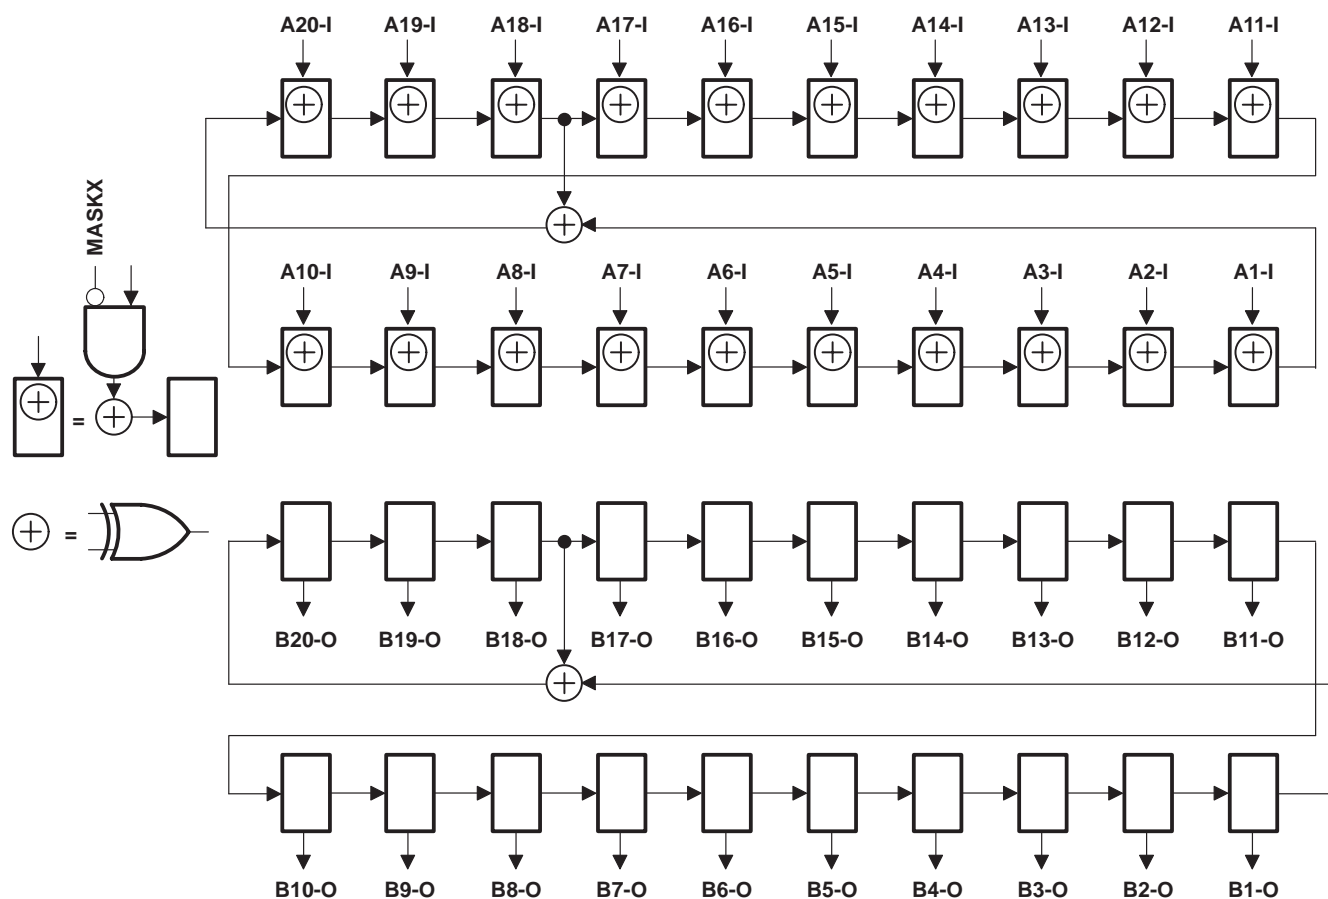 A20-I A19-I A18-I A17-I A16-I A15-I A14-I A13-I A12-I A11-I
MASKX
A10-I A9-I A8-I A7-I A6-I A5-I A4-I A3-I A2-I A1-I
=
=
B20-O B19-O B18-O B17-O B16-O B15-O B14-O B13-O B12-O B11-O
B10-O B9-O B8-O B7-O B6-O B5-O B4-O B3-O B2-O B1-O